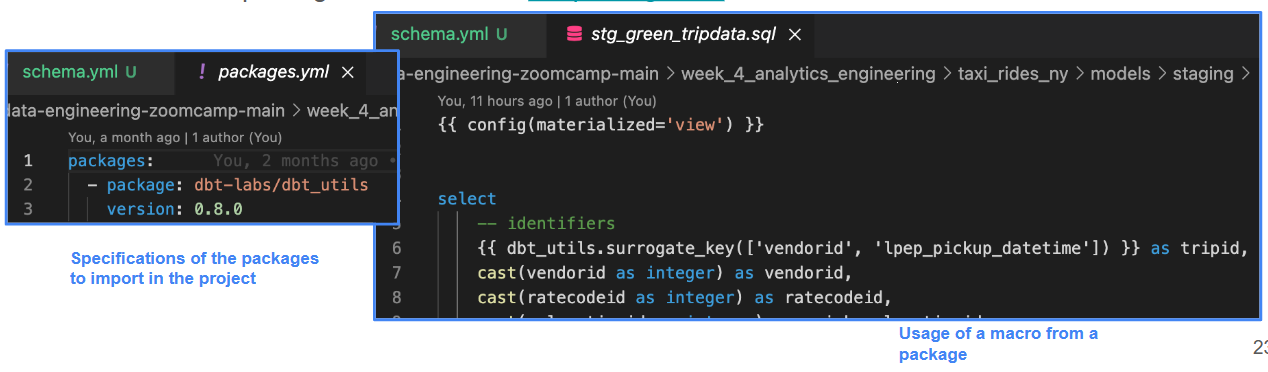 schema.yml U
! packages.yml ×
data-engineering-zoomcamp-main > week_4_an
You, a month ago | 1 author (You)
1 packages: You, 2 months ago •
2 - package: dbt-labs/dbt_utils
3 version: 0.8.0
Specifications of the packages
to import in the project
schema.yml U
stg_green_tripdata.sql ×
a-engineering-zoomcamp-main > week_4_analytics_engineering > taxi_rides_ny > models > staging >
You, 11 hours ago | 1 author (You)
{{ config(materialized='view') }}
select
-- identifiers
6 {{ dbt_utils.surrogate_key(['vendorid', 'lpep_pickup_datetime']) }} as tripid,
7 cast(vendorid as integer) as vendorid,
8 cast(ratecodeid as integer) as ratecodeid,
Usage of a macro from a
package
23